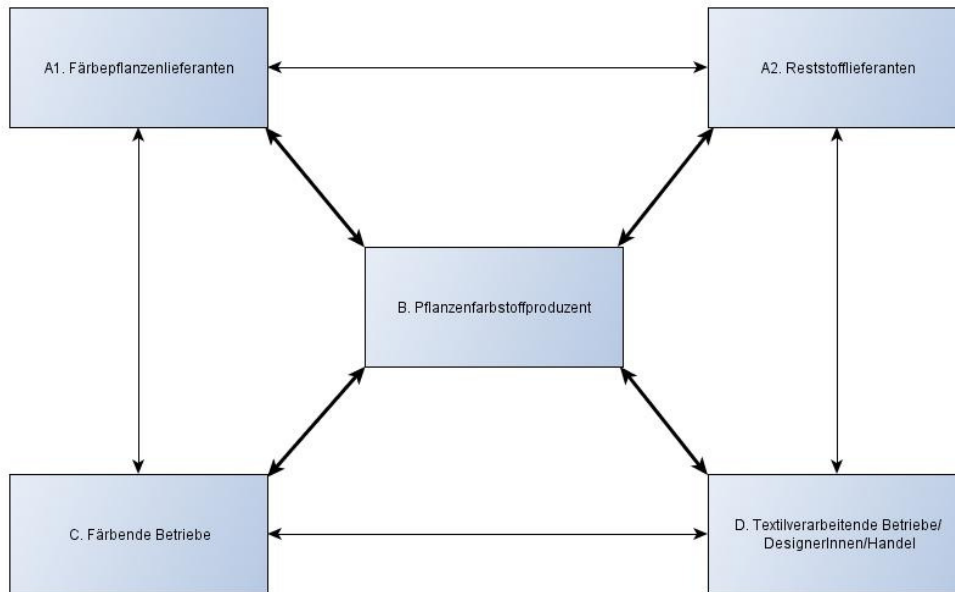 A1. Färbepflanzenlieferanten
A2. Reststofflieferanten
B. Pflanzenfarbstoffproduzent
C. Färbende Betriebe
D. Textilverarbeitende Betriebe/
DesignerInnen/Handel